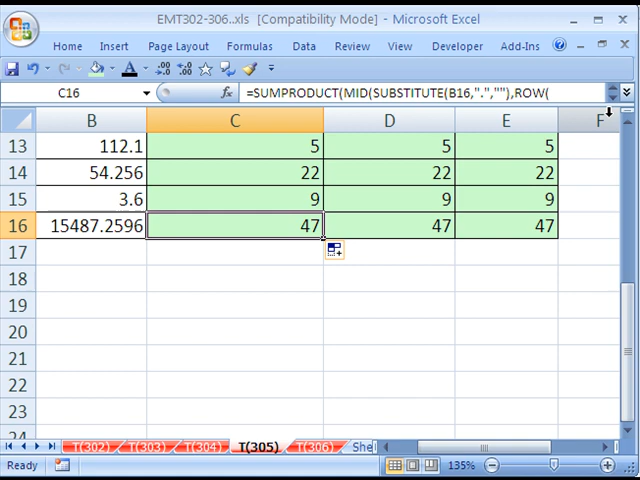 EMT302-306..xls [Compatibility Mode] - Microsoft Excel
Home Insert Page Layout Formulas Data Review View Developer Add-Ins
C16 fx =SUMPRODUCT(MID(SUBSTITUTE(B16,".",""),ROW(
B C D E F
13 112.1 5 5 5
14 54.256 22 22 22
15 3.6 9 9 9
16 15487.2596 47 47 47
17
18
19
20
21
22
23
24
T(302) T(303) T(304) T(305) T(306) She
Ready 135%